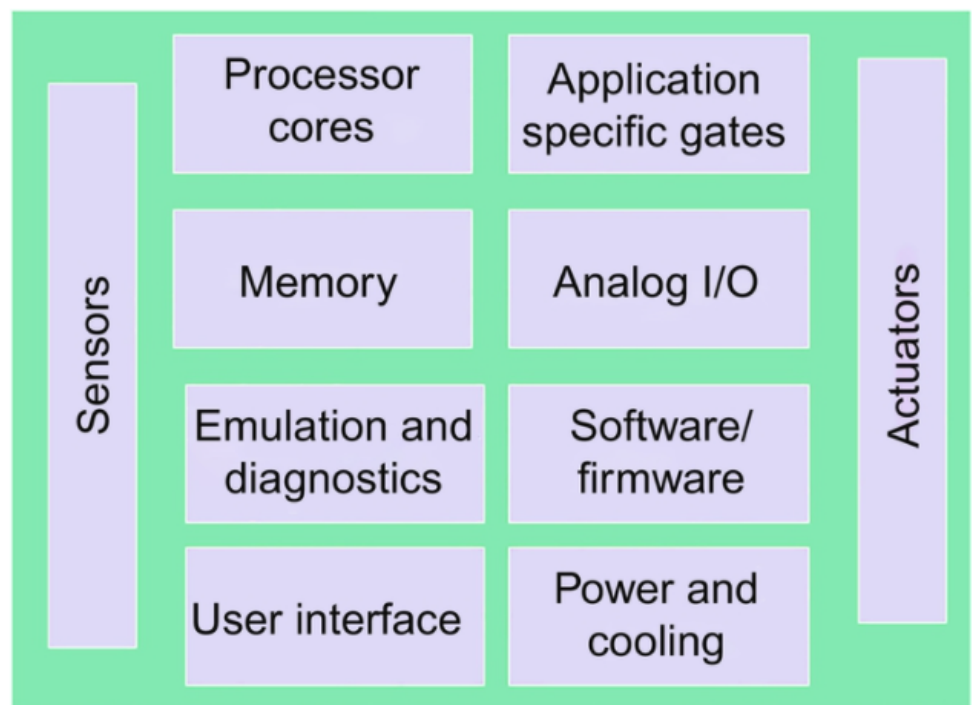 Sensors
Processor
cores
Application
specific gates
Memory
Analog I/O
Emulation and
diagnostics
Software/
firmware
User interface
Power and
cooling
Actuators